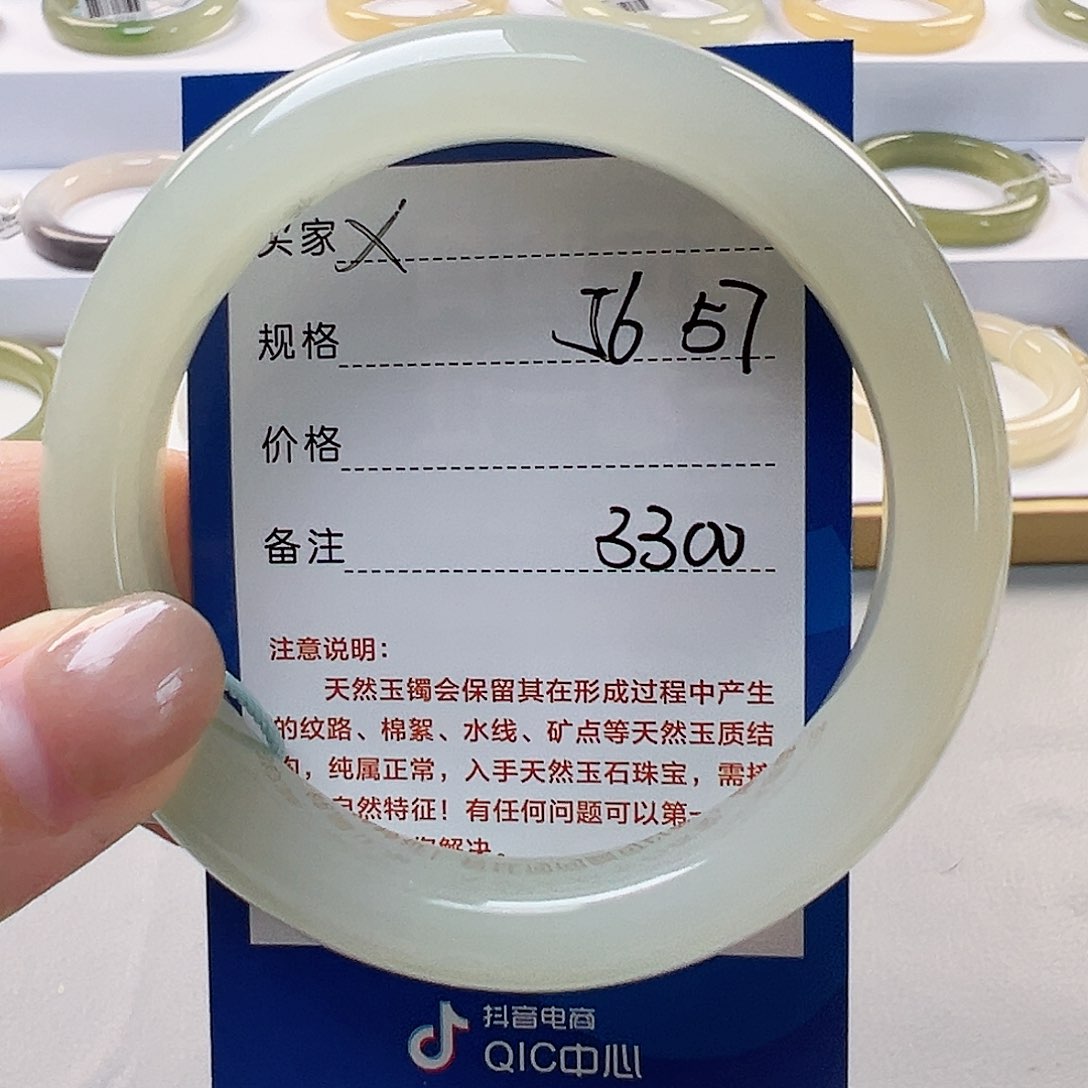 买家 X
规格 J6 57
价格
备注 3300
注意说明:
天然玉镯会保留其在形成过程中产生
的纹路、棉絮、水线、矿点等天然玉质结
,纯属正常,入手天然玉石珠宝,需
自然特征!有任何问题可以第一
解决。
抖音电商
QIC中心